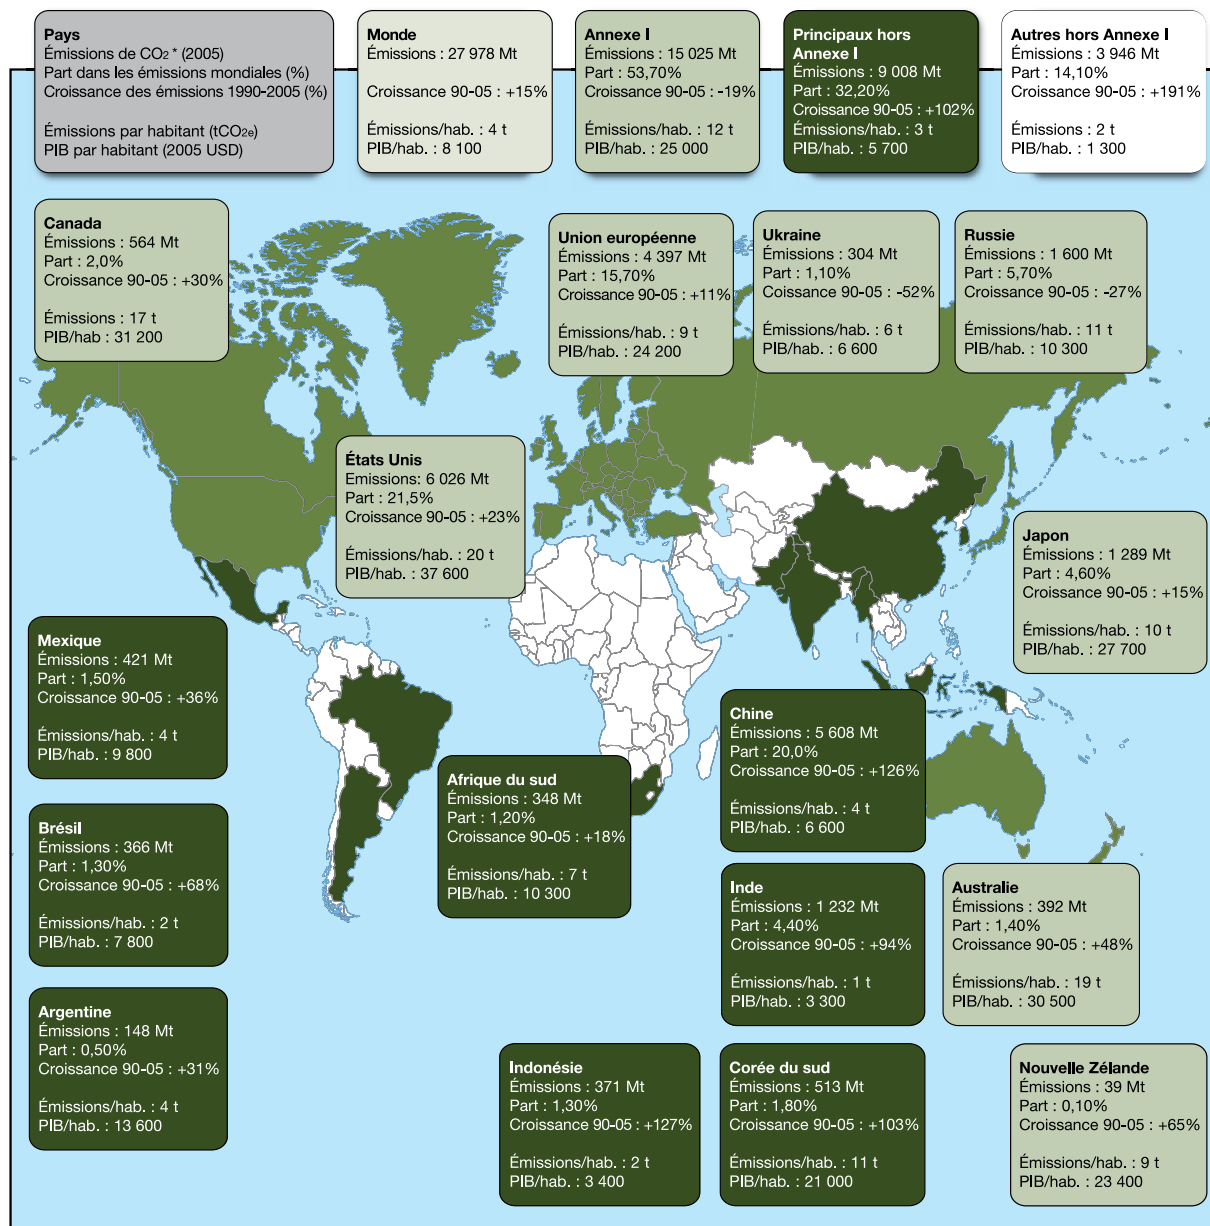 Pays
Émissions de CO2 * (2005)
Part dans les émissions mondiales (%)
Croissance des émissions 1990-2005 (%)
Émissions par habitant (tCO2e)
PIB par habitant (2005 USD)
Monde
Émissions : 27 978 Mt
Croissance 90-05 : +15%
Émissions/hab. : 4 t
PIB/hab. : 8 100
Annexe I
Émissions : 15 025 Mt
Part : 53,70%
Croissance 90-05 : -19%
Émissions/hab. : 12 t
PIB/hab. : 25 000
Principaux hors
Annexe I
Émissions : 9 008 Mt
Part : 32,20%
Croissance 90-05 : +102%
Émissions/hab. : 3 t
PIB/hab. : 5 700
Autres hors Annexe I
Émissions : 3 946 Mt
Part : 14,10%
Croissance 90-05 : +191%
Émissions : 2 t
PIB/hab. : 1 300
Canada
Émissions : 564 Mt
Part : 2,0%
Croissance 90-05 : +30%
Émissions : 17 t
PIB/hab : 31 200
Union européenne
Émissions : 4 397 Mt
Part : 15,70%
Croissance 90-05 : +11%
Émissions/hab. : 9 t
PIB/hab. : 24 200
Ukraine
Émissions : 304 Mt
Part : 1,10%
Coissance 90-05 : -52%
Émissions/hab. : 6 t
PIB/hab. : 6 600
Russie
Émissions : 1 600 Mt
Part : 5,70%
Croissance 90-05 : -27%
Émissions/hab. : 11 t
PIB/hab. : 10 300
États Unis
Emissions: 6 026 Mt
Part : 21,5%
Croissance 90-05 : +23%
Émissions/hab. : 20 t
PIB/hab. : 37 600
Japon
Émissions : 1 289 Mt
Part : 4,60%
Croissance 90-05 : +15%
Émissions/hab. : 10 t
PIB/hab. : 27 700
Mexique
Émissions : 421 Mt
Part : 1,50%
Croissance 90-05 : +36%
Émissions/hab. : 4 t
PIB/hab. : 9 800
Chine
Émissions : 5 608 Mt
Part : 20,0%
Croissance 90-05 : +126%
Émissions/hab. : 4 t
PIB/hab. : 6 600
Afrique du sud
Émissions : 348 Mt
Part : 1,20%
Croissance 90-05 : +18%
Émissions/hab. : 7 t
PIB/hab. : 10 300
Brésil
Émissions : 366 Mt
Part : 1,30%
Croissance 90-05 : +68%
Émissions/hab. : 2 t
PIB/hab. : 7 800
Inde
Émissions : 1 232 Mt
Part : 4,40%
Croissance 90-05 : +94%
Émissions/hab. : 1 t
PIB/hab. : 3 300
Australie
Émissions : 392 Mt
Part : 1,40%
Croissance 90-05 : +48%
Émissions/hab. : 19 t
PIB/hab. : 30 500
Argentine
Émissions : 148 Mt
Part : 0,50%
Croissance 90-05 : +31%
Émissions/hab. : 4 t
PIB/hab. : 13 600
Indonésie
Émissions : 371 Mt
Part : 1,30%
Croissance 90-05 : +127%
Émissions/hab. : 2 t
PIB/hab. : 3 400
Corée du sud
Émissions : 513 Mt
Part : 1,80%
Croissance 90-05 : +103%
Émissions/hab. : 11 t
PIB/hab. : 21 000
Nouvelle Zélande
Émissions : 39 Mt
Part : 0,10%
Croissance 90-05 : +65%
Émissions/hab. : 9 t
PIB/hab. : 23 400